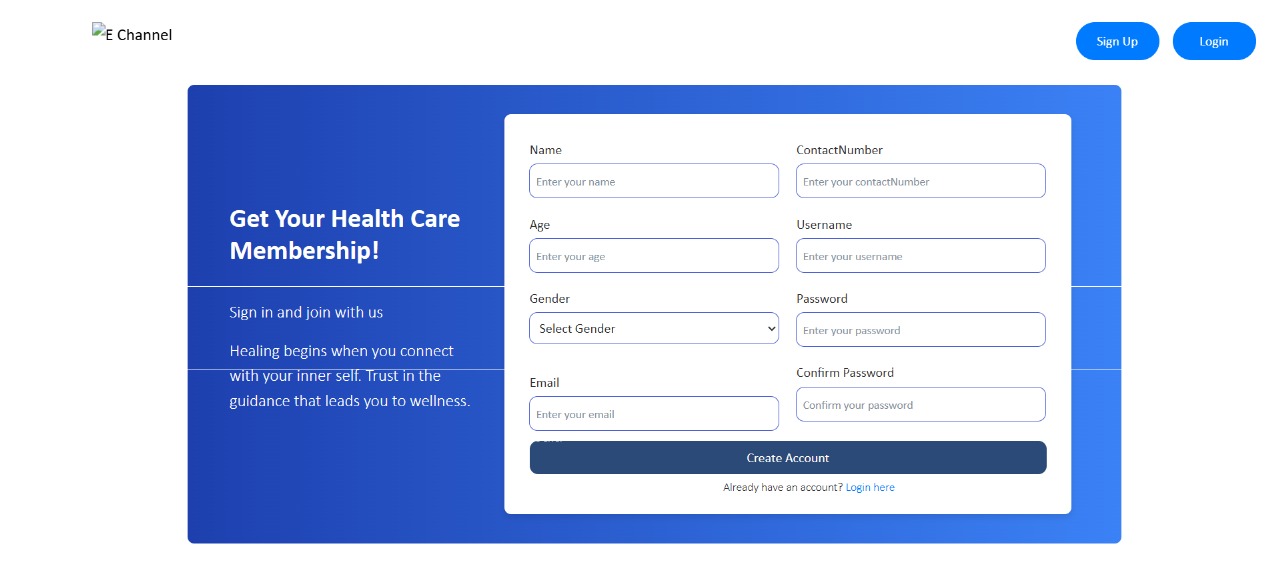 E Channel
Sign Up
Login
Get Your Health Care
Membership!
Sign in and join with us
Healing begins when you connect
with your inner self. Trust in the
guidance that leads you to wellness.
Name
Enter your name
ContactNumber
Enter your contactNumber
Age
Enter your age
Username
Enter your username
Gender
Select Gender
Password
Enter your password
Email
Enter your email
Confirm Password
Confirm your password
Create Account
Already have an account? Login here